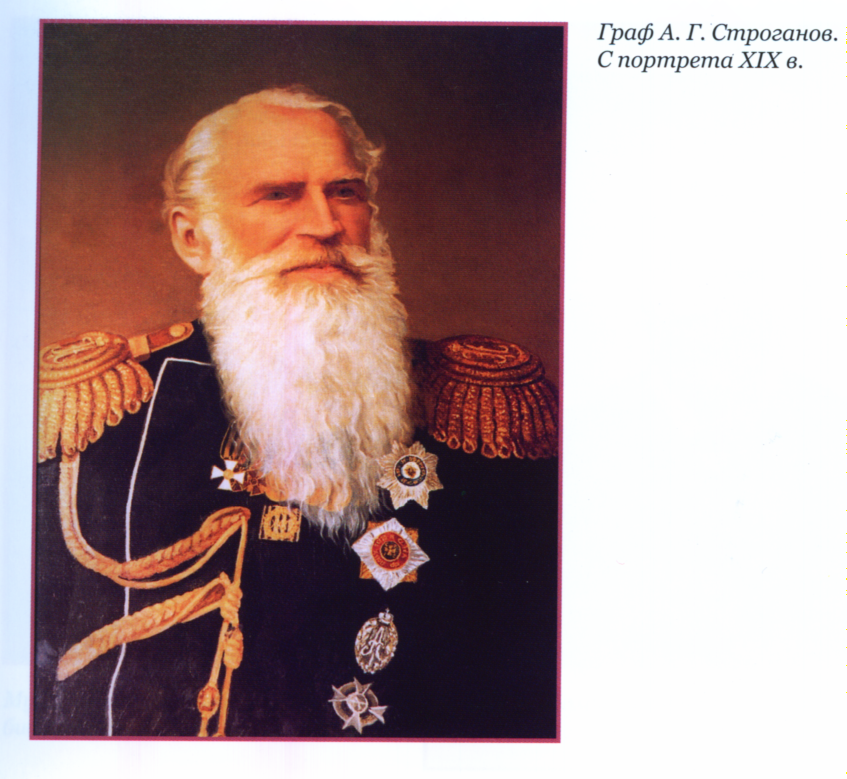 Граф А. Г. Строганов.
С портрета XIX в.